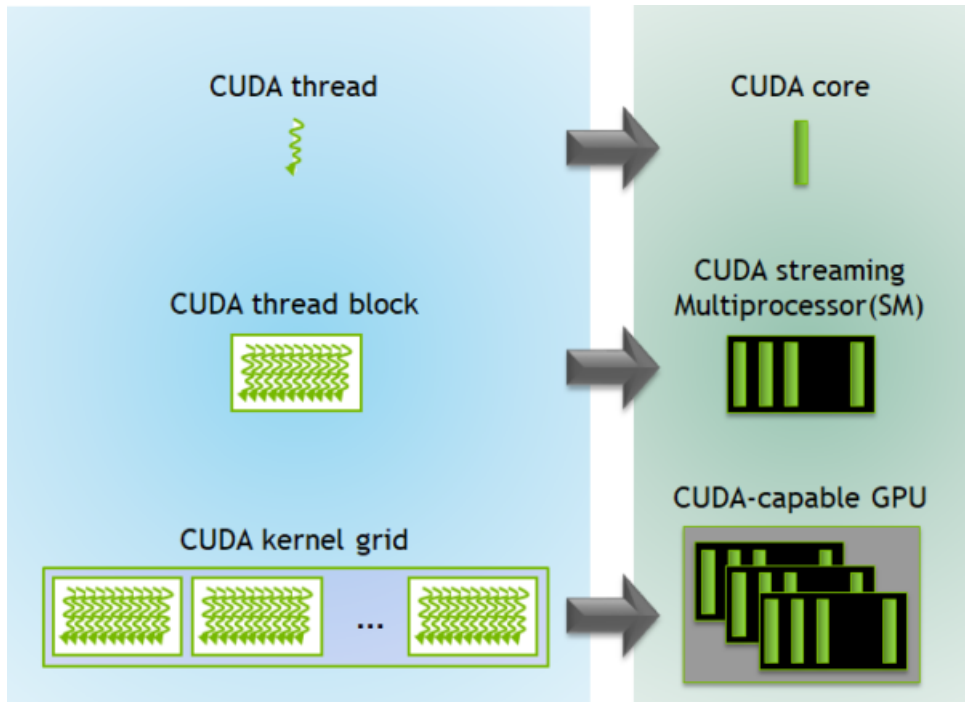 CUDA thread
CUDA core
CUDA thread block
CUDA streaming
Multiprocessor(SM)
CUDA kernel grid
...
CUDA-capable GPU